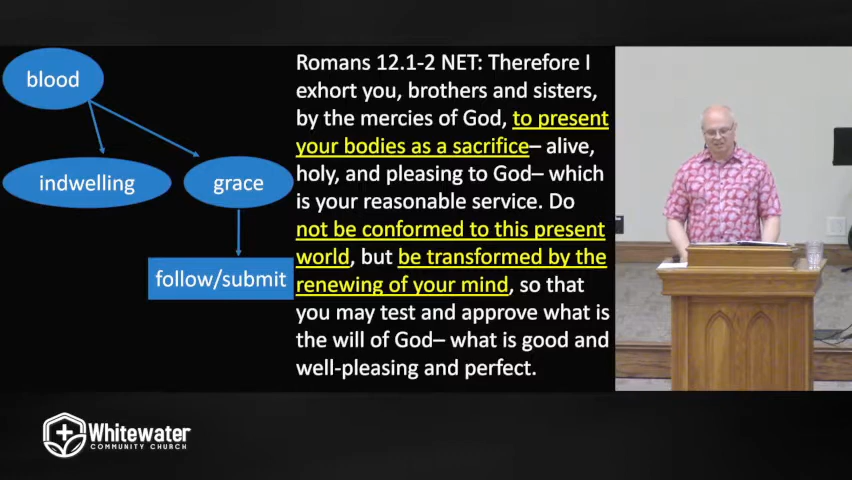 blood
indwelling
grace
follow/submit
Romans 12.1-2 NET: Therefore I
exhort you, brothers and sisters,
by the mercies of God, to present
your bodies as a sacrifice– alive,
holy, and pleasing to God– which
is your reasonable service. Do
not be conformed to this present
world, but be transformed by the
renewing of your mind, so that
you may test and approve what is
the will of God– what is good and
well-pleasing and perfect.
Whitewater
COMMUNITY CHURCH